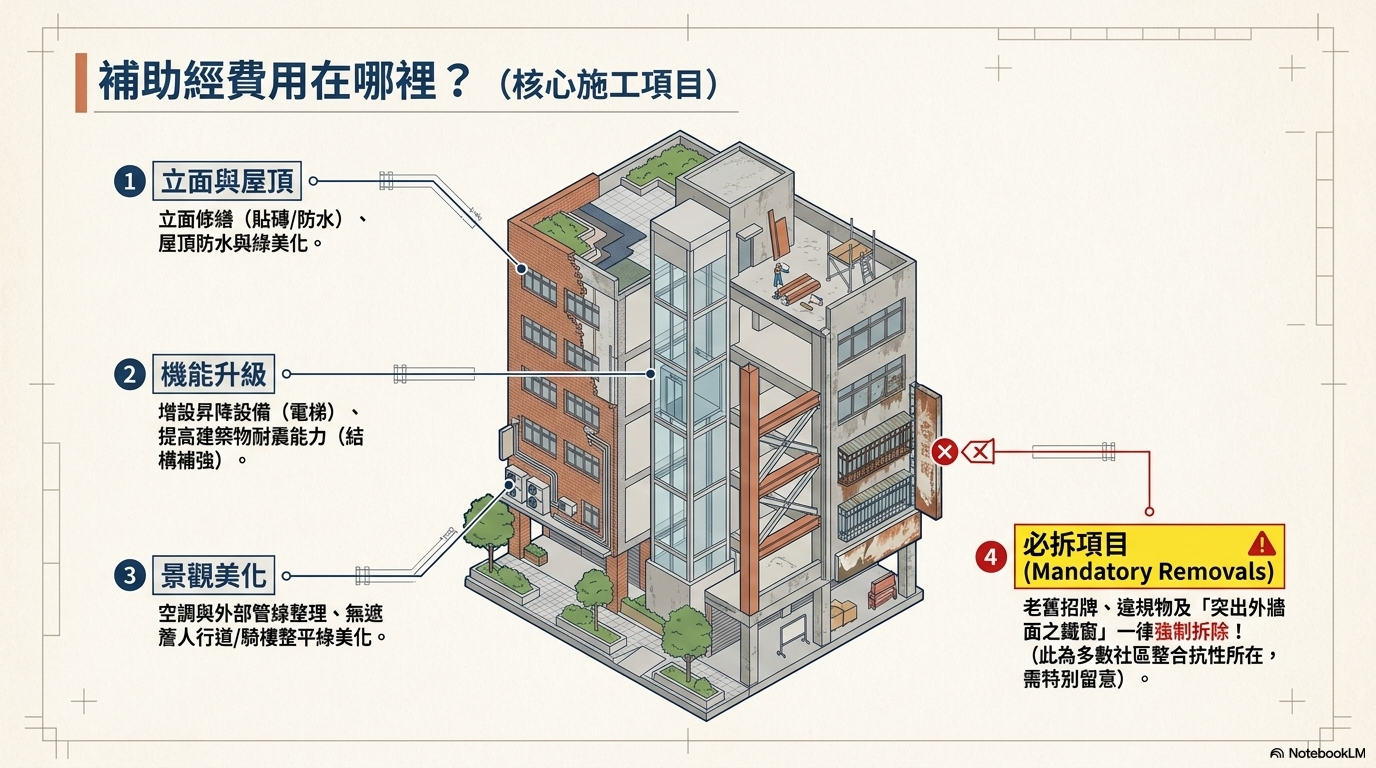 補助經費用在哪裡？（核心施工項目）
1 立面與屋頂
立面修繕（貼磚/防水）、
屋頂防水與綠美化。
2 機能升級
增設昇降設備（電梯）、
提高建築物耐震能力（結
構補強）。
3 景觀美化
空調與外部管線整理、無遮
蓄人行道/騎樓整平綠美化。
4 必拆項目
(Mandatory Removals)
老舊招牌、違規物及「突出外牆
面之鐵窗」一律強制拆除！
（此為多數社區整合抗性所在，
需特別留意）。
NotebookLM